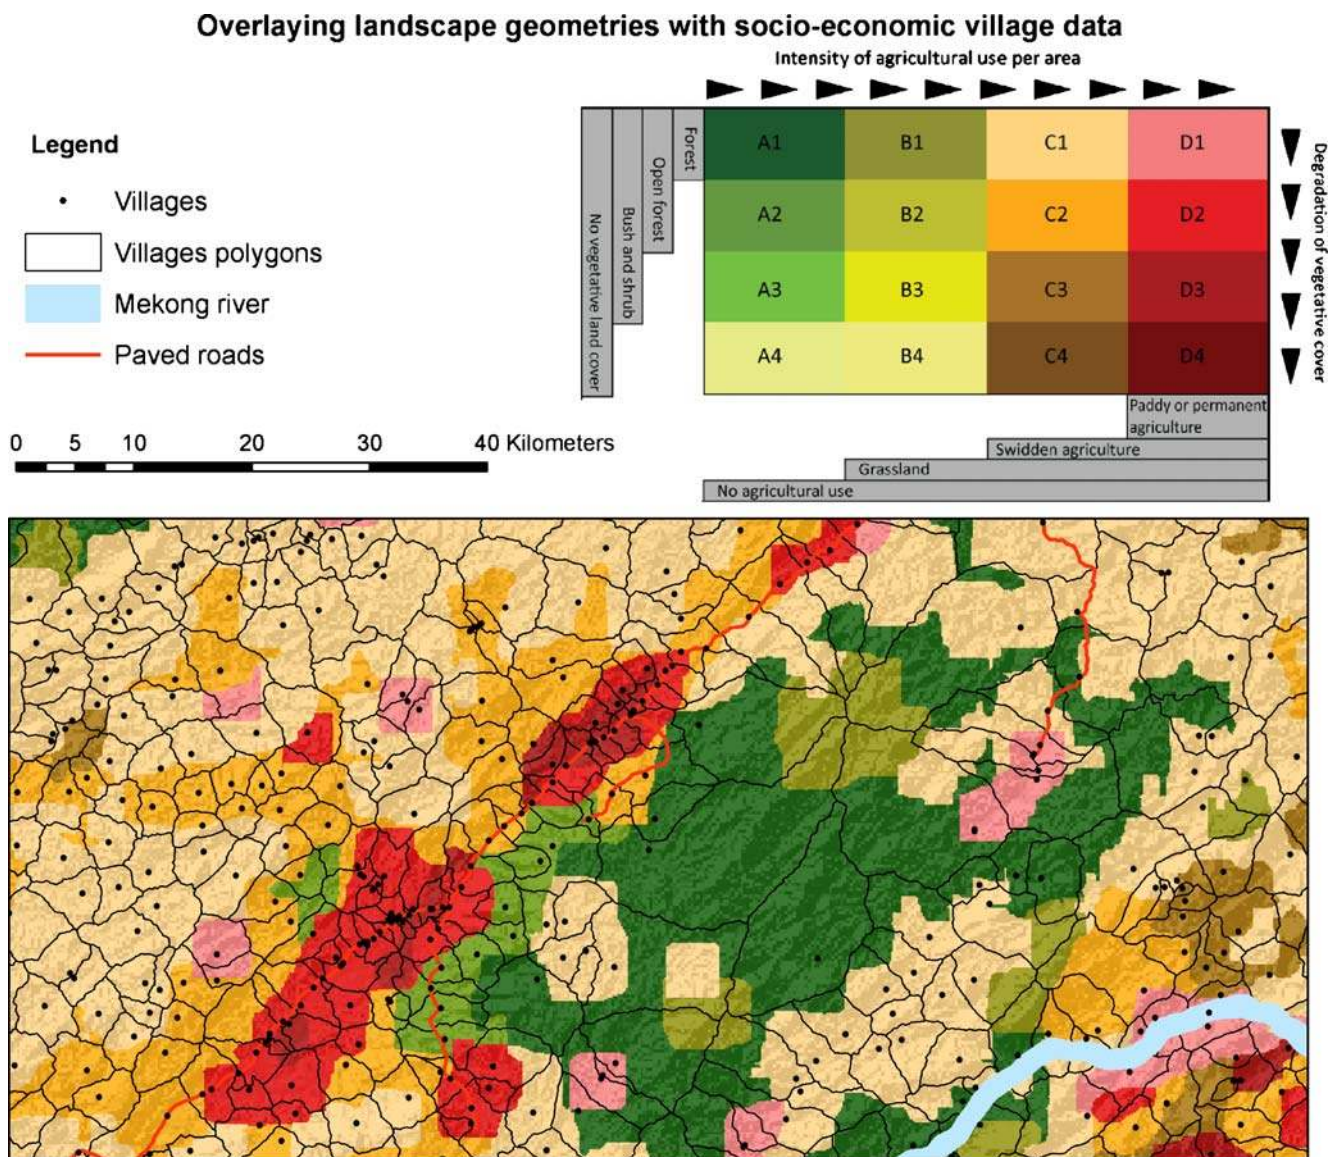 Overlaying landscape geometries with socio-economic village data
Intensity of agricultural use per area
Legend
Villages
Villages polygons
Mekong river
Paved roads
0 5 10 20 30 40 Kilometers
No vegetative land cover
Bush and shrub
Open forest
Forest
A1 B1 C1 D1
A2 B2 C2 D2
A3 B3 C3 D3
A4 B4 C4 D4
Degradation of vegetative cover
Paddy or permanent
agriculture
Swidden agriculture
Grassland
No agricultural use